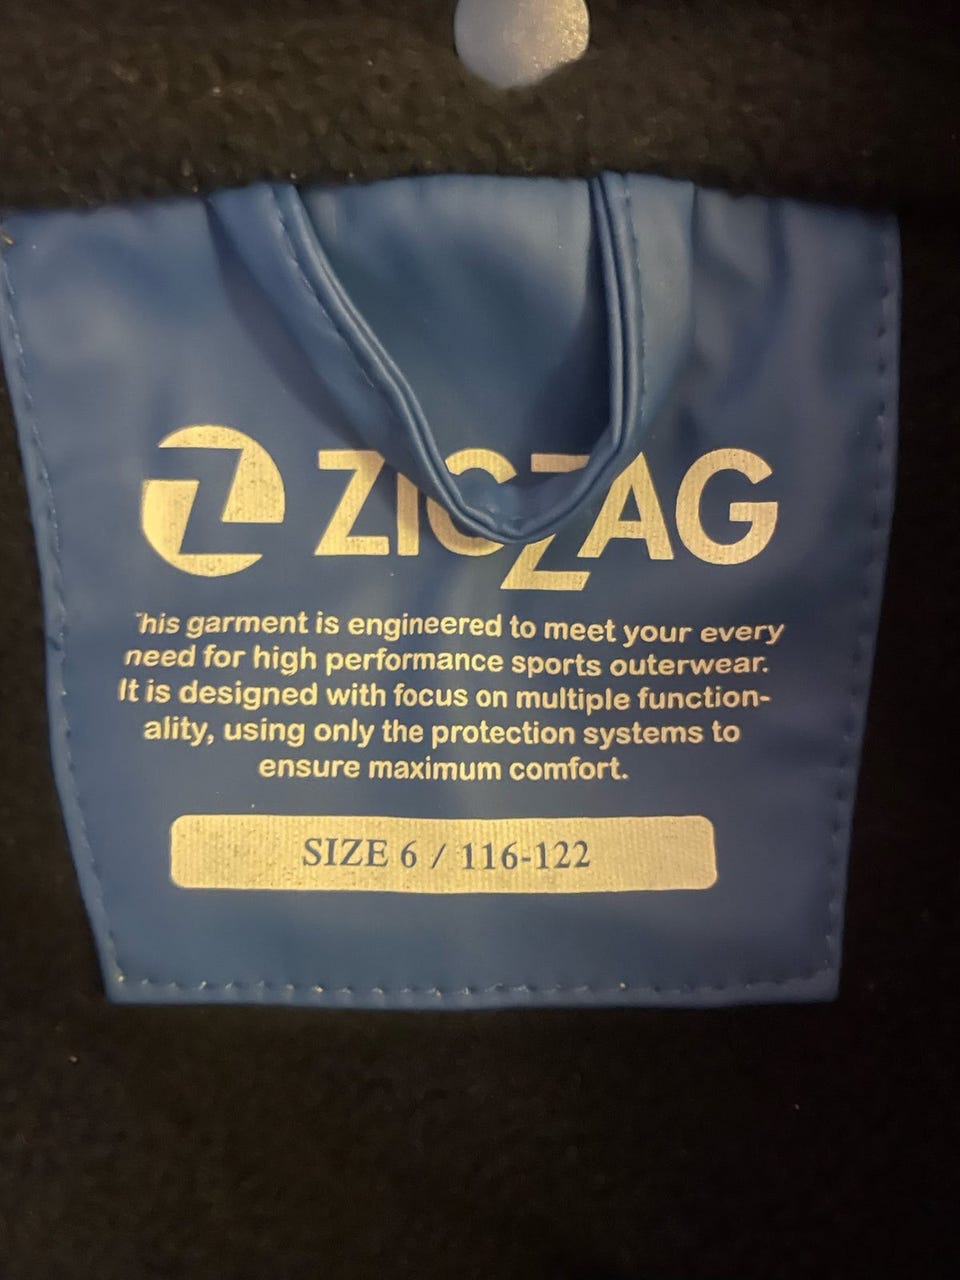 ZIGZAG
his garment is engineered to meet your every
need for high performance sports outerwear.
It is designed with focus on multiple function-
ality, using only the protection systems to
ensure maximum comfort.
SIZE 6 / 116-122